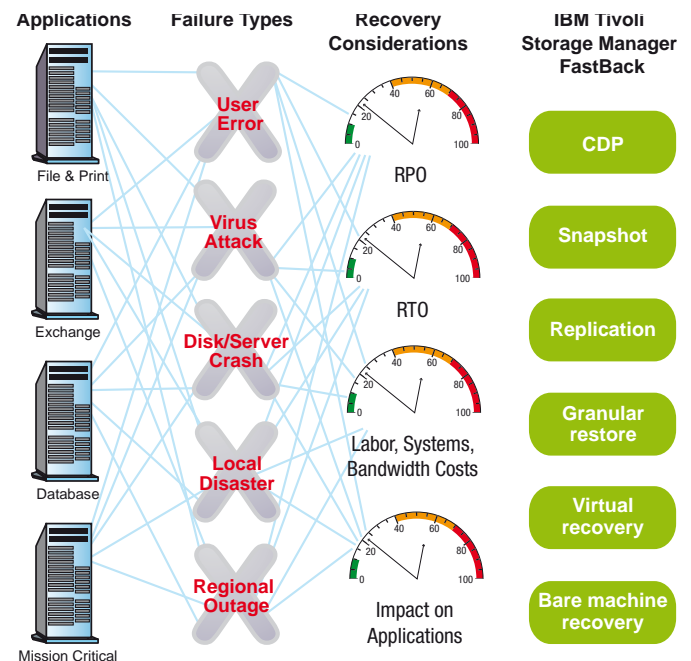 Applications
Failure Types
Recovery
Considerations
IBM Tivoli
Storage Manager
FastBack
File & Print
Exchange
Database
Mission Critical
User
Error
Virus
Attack
Disk/Server
Crash
Local
Disaster
Regional
Outage
0
20
40
60
80
100
RPO
0
20
40
60
80
100
RTO
0
20
40
60
80
100
Labor, Systems,
Bandwidth Costs
0
20
40
60
80
100
Impact on
Applications
CDP
Snapshot
Replication
Granular
restore
Virtual
recovery
Bare machine
recovery